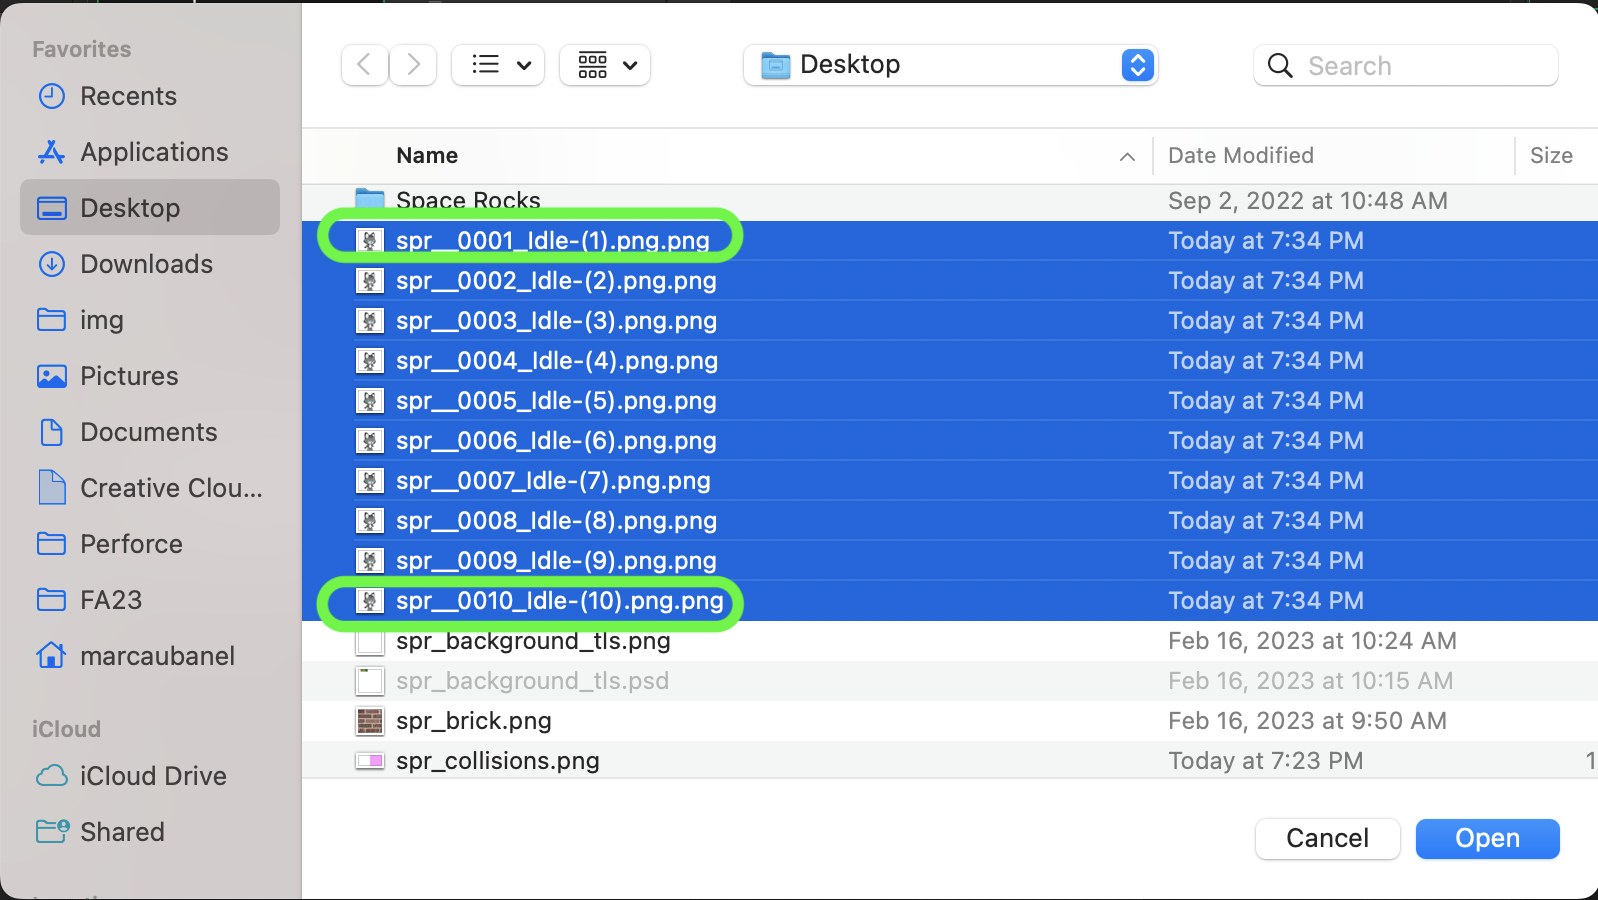 Favorites
Recents
Applications
Desktop
Downloads
img
Pictures
Documents
Creative Clou...
Perforce
FA23
marcaubanel
iCloud
iCloud Drive
Shared
Desktop
Search
Name Date Modified Size
Space Rocks Sep 2, 2022 at 10:48 AM
spr__0001_Idle-(1).png.png Today at 7:34 PM
spr__0002_Idle-(2).png.png Today at 7:34 PM
spr__0003_Idle-(3).png.png Today at 7:34 PM
spr__0004_Idle-(4).png.png Today at 7:34 PM
spr__0005_Idle-(5).png.png Today at 7:34 PM
spr__0006_Idle-(6).png.png Today at 7:34 PM
spr__0007_Idle-(7).png.png Today at 7:34 PM
spr__0008_Idle-(8).png.png Today at 7:34 PM
spr__0009_Idle-(9).png.png Today at 7:34 PM
spr__0010_Idle-(10).png.png Today at 7:34 PM
spr_background_tls.png Feb 16, 2023 at 10:24 AM
spr_background_tls.psd Feb 16, 2023 at 10:15 AM
spr_brick.png Feb 16, 2023 at 9:50 AM
spr_collisions.png Today at 7:23 PM 1
Cancel Open